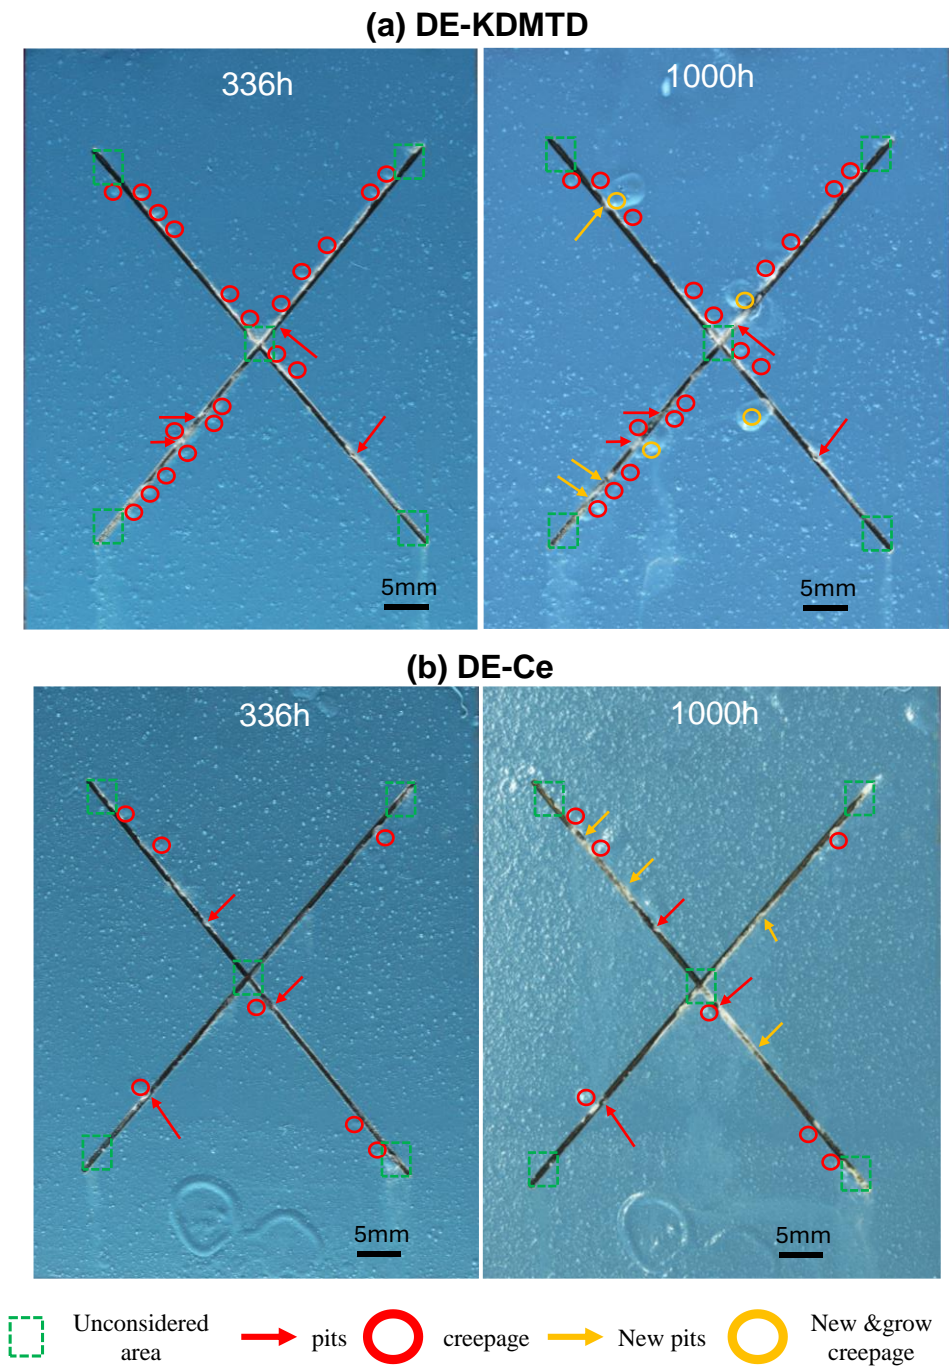 (a) DE-KDMTD
336h
1000h
5mm
5mm
(b) DE-Ce
336h
1000h
5mm
5mm
Unconsidered
area
pits
creepage
New pits
New &grow
creepage